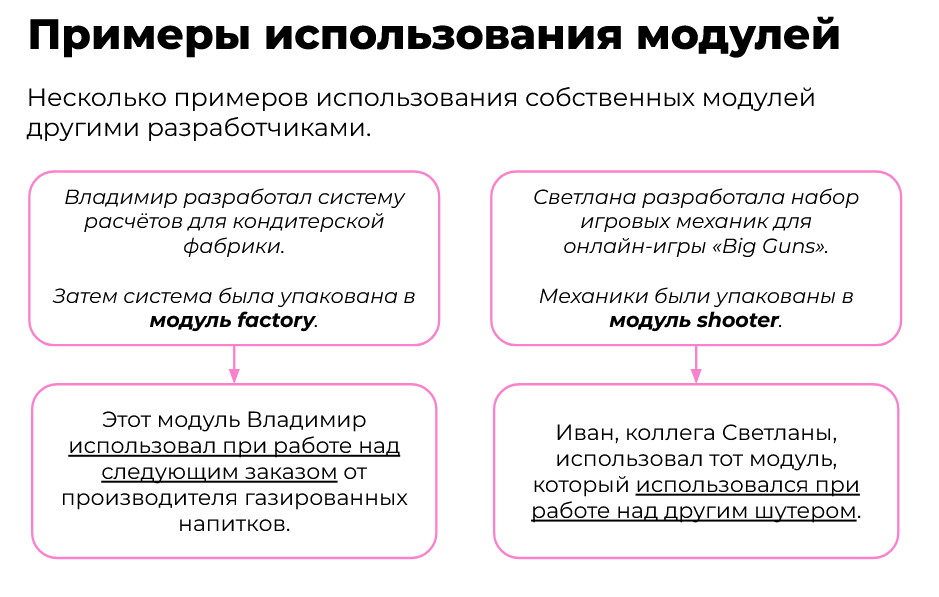 Примеры использования модулей
Несколько примеров использования собственных модулей
другими разработчиками.
Владимир разработал систему
расчётов для кондитерской
фабрики.
Затем система была упакована в
модуль factory.
Светлана разработала набор
игровых механик для
онлайн-игры «Big Guns».
Механики были упакованы в
модуль shooter.
Этот модуль Владимир
использовал при работе над
следующим заказом от
производителя газированных
напитков.
Иван, коллега Светланы,
использовал тот модуль,
который использовался при
работе над другим шутером.